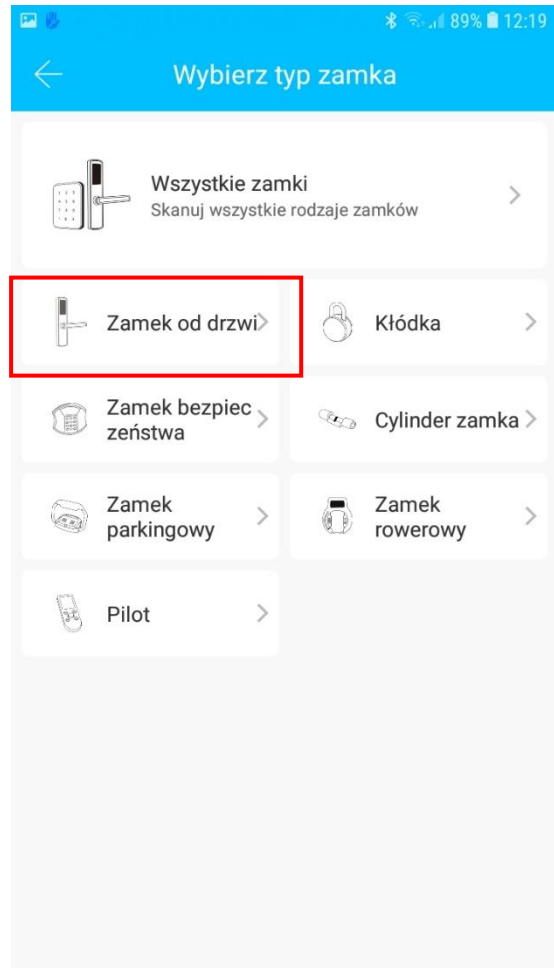 89% 12:19
Wybierz typ zamka
Wszystkie zamki
Skanuj wszystkie rodzaje zamków
Zamek od drzwi
Kłódka
Zamek bezpiec
zeństwa
Cylinder zamka
Zamek
parkingowy
Zamek
rowerowy
Pilot